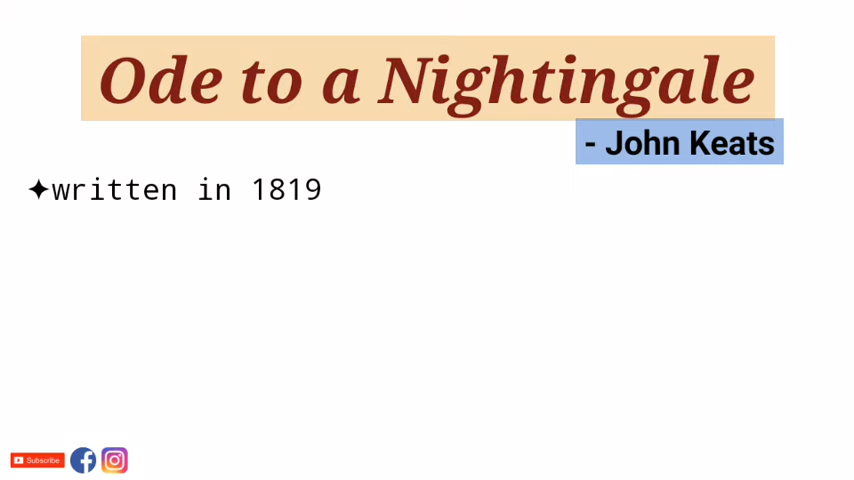 Ode to a Nightingale
- John Keats
✦written in 1819
Subscribe